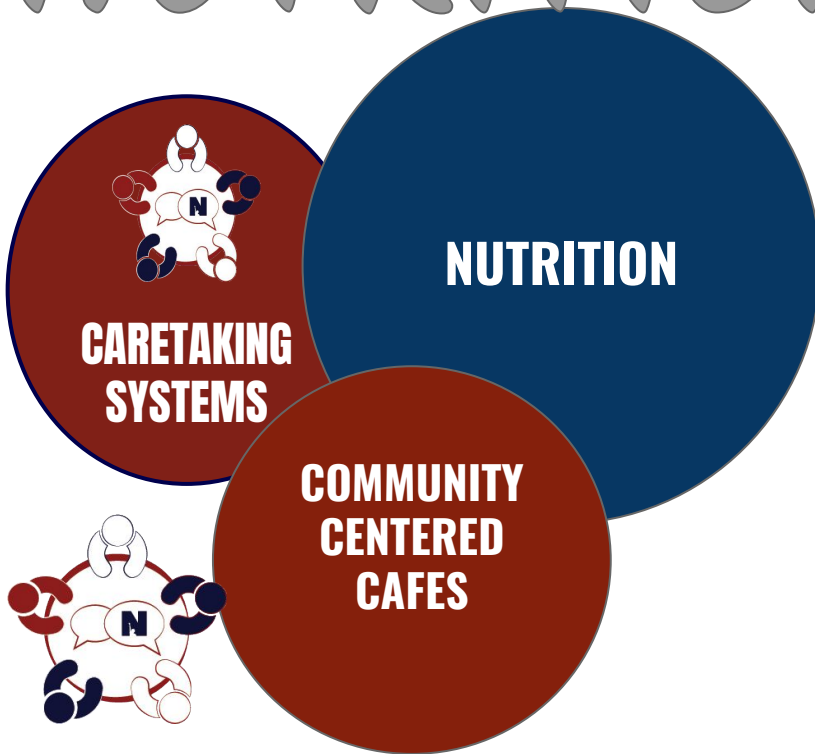 N
CARETAKING
SYSTEMS
NUTRITION
COMMUNITY
CENTERED
CAFES
N